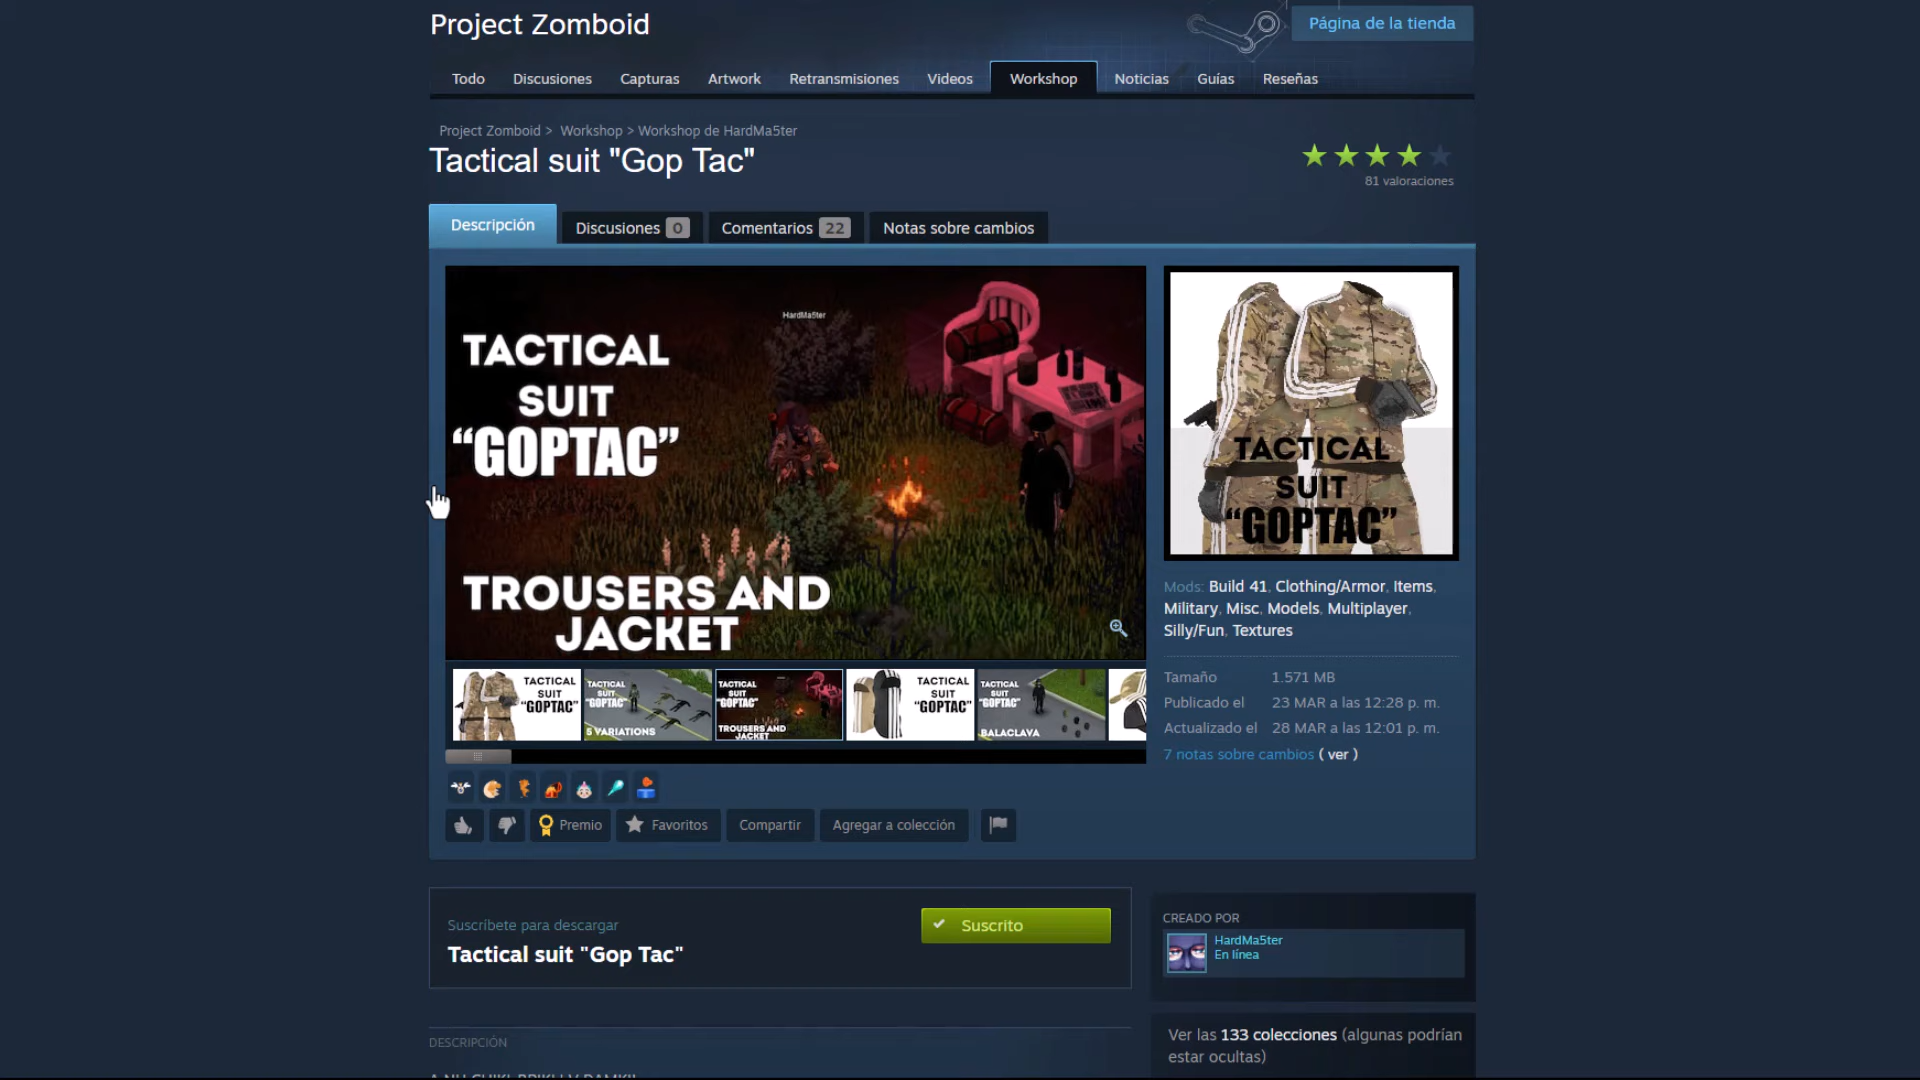 Project Zomboid
Página de la tienda
Todo Discusiones Capturas Artwork Retransmisiones Videos Workshop Noticias Guías Reseñas
Project Zomboid > Workshop > Workshop de HardMa5ter
Tactical suit "Gop Tac"
81 valoraciones
Descripción Discusiones 0 Comentarios 22 Notas sobre cambios
HardMa5ter
TACTICAL
SUIT
“GOPTAC”
TROUSERS AND
JACKET
TACTICAL
SUIT
“GOPTAC”
Mods: Build 41, Clothing/Armor, Items,
Military, Misc, Models, Multiplayer,
Silly/Fun, Textures
Tamaño 1.571 MB
Publicado el 23 MAR a las 12:28 p. m.
Actualizado el 28 MAR a las 12:01 p. m.
7 notas sobre cambios ( ver )
TACTICAL
SUIT
“GOPTAC”
TACTICAL
SUIT
“GOPTAC”
5 VARIATIONS
TACTICAL
SUIT
“GOPTAC”
TROUSERS AND
JACKET
TACTICAL
SUIT
“GOPTAC”
TACTICAL
SUIT
“GOPTAC”
BALACLAVA
Premio Favoritos Compartir Agregar a colección
Suscríbete para descargar
Tactical suit "Gop Tac"
Suscrito
CREADO POR
HardMa5ter
En línea
Ver las 133 colecciones (algunas podrían
estar ocultas)
DESCRIPCIÓN